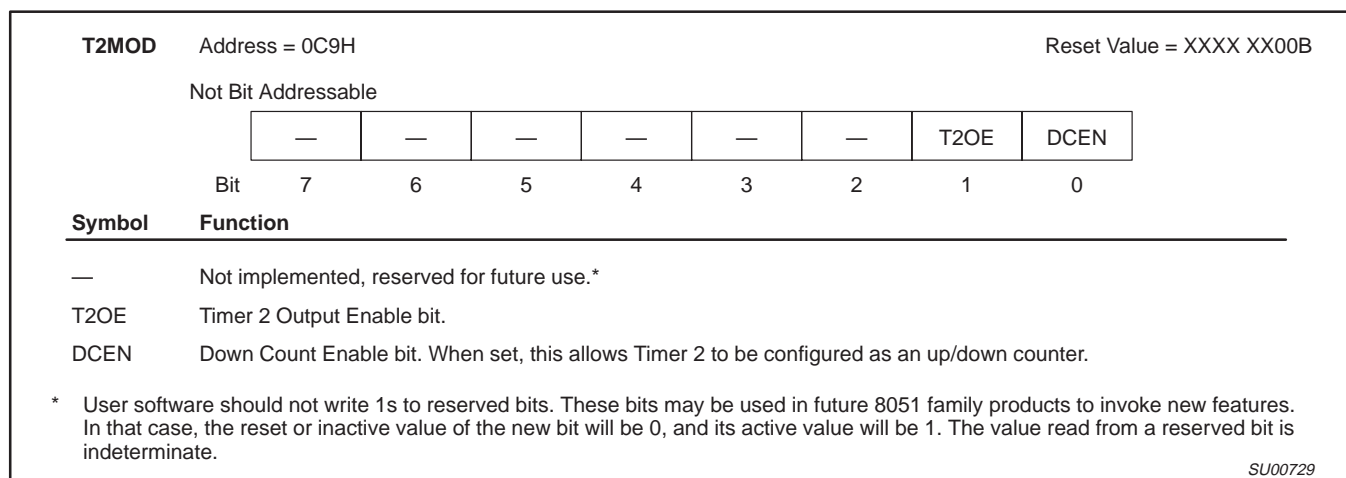 T2MOD Address = 0C9H Reset Value = XXXX XX00B
Not Bit Addressable
— — — — — — T2OE DCEN
Bit 7 6 5 4 3 2 1 0
Symbol Function
— Not implemented, reserved for future use.*
T2OE Timer 2 Output Enable bit.
DCEN Down Count Enable bit. When set, this allows Timer 2 to be configured as an up/down counter.
* User software should not write 1s to reserved bits. These bits may be used in future 8051 family products to invoke new features.
In that case, the reset or inactive value of the new bit will be 0, and its active value will be 1. The value read from a reserved bit is
indeterminate.
SU00729